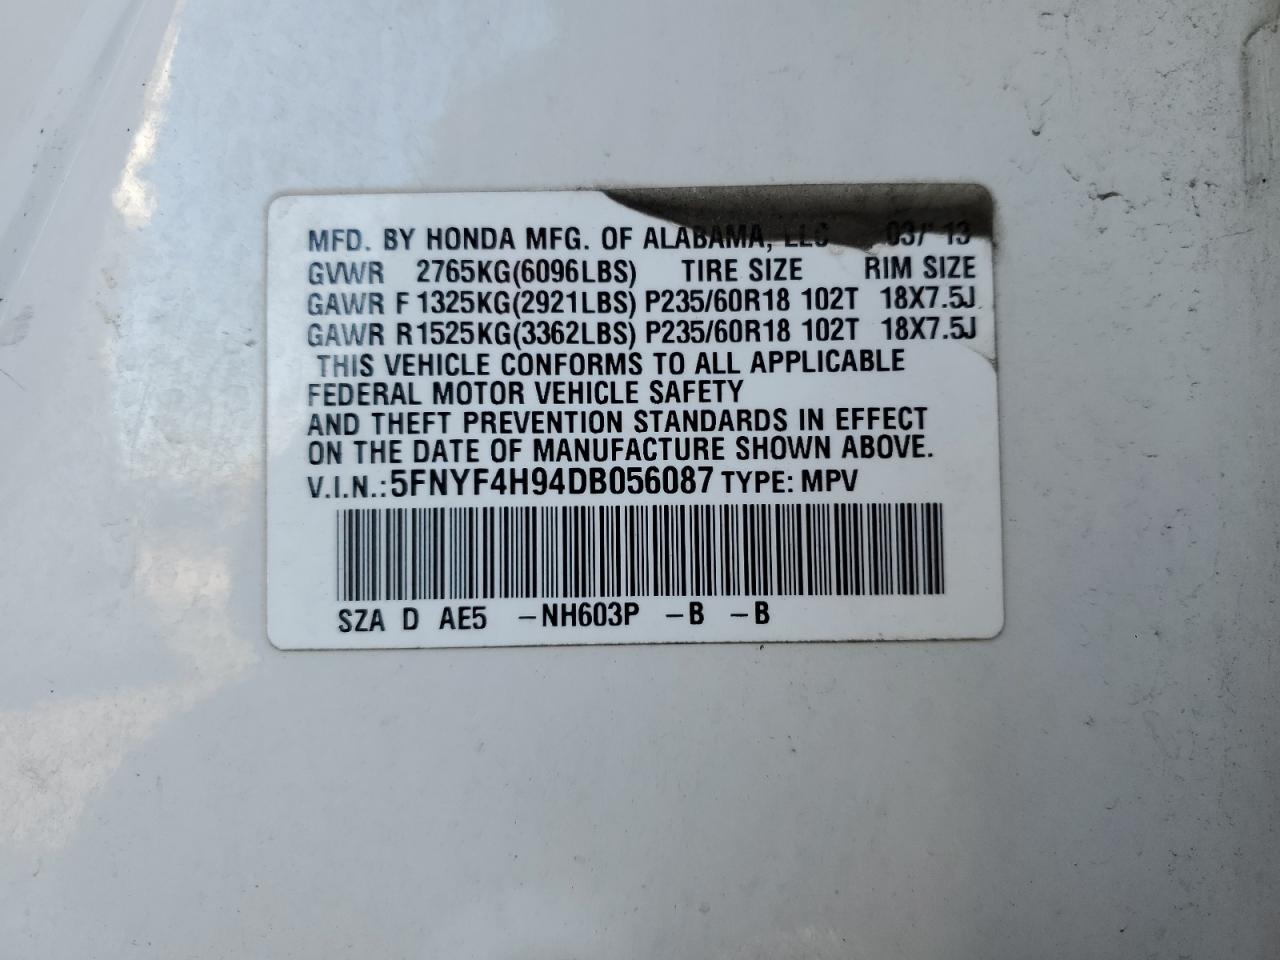 MFD. BY HONDA MFG. OF ALABAMA, LLC 03/'13
GVWR 2765KG(6096LBS) TIRE SIZE RIM SIZE
GAWR F 1325KG(2921LBS) P235/60R18 102T 18X7.5J
GAWR R1525KG(3362LBS) P235/60R18 102T 18X7.5J
THIS VEHICLE CONFORMS TO ALL APPLICABLE
FEDERAL MOTOR VEHICLE SAFETY
AND THEFT PREVENTION STANDARDS IN EFFECT
ON THE DATE OF MANUFACTURE SHOWN ABOVE.
V.I.N.: 5FNYF4H94DB056087 TYPE: MPV
SZA D AE5 -NH603P -B -B